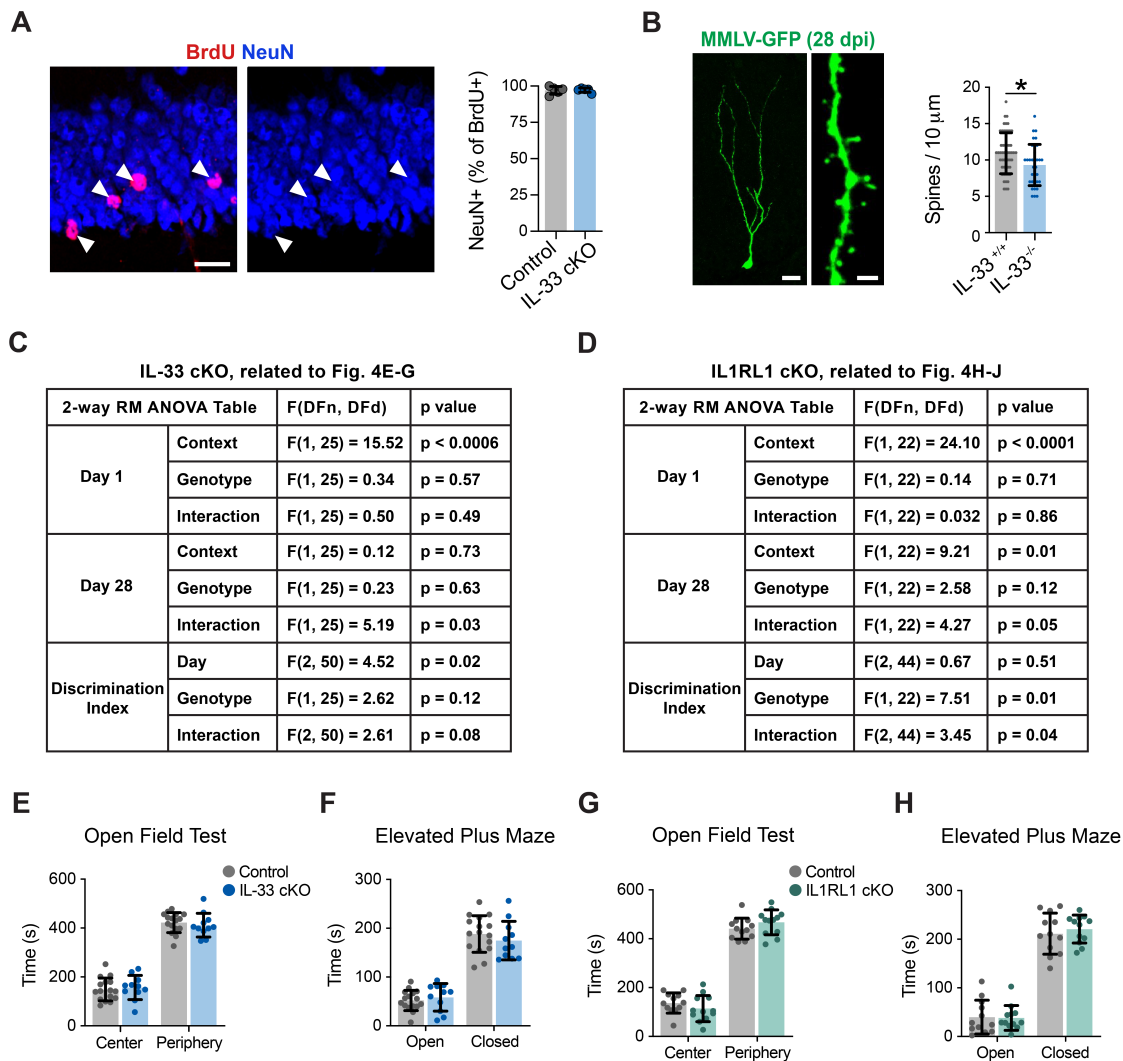 A
BrdU NeuN
NeuN+ (% of BrdU+)
100
75
50
25
0
Control
IL-33 cKO
B
MMLV-GFP (28 dpi)
*
Spines / 10 µm
20
15
10
5
0
IL-33+/+
IL-33-/-
C
IL-33 cKO, related to Fig. 4E-G
2-way RM ANOVA Table F(DFn, DFd) p value
Day 1
Context F(1, 25) = 15.52 p < 0.0006
Genotype F(1, 25) = 0.34 p = 0.57
Interaction F(1, 25) = 0.50 p = 0.49
Day 28
Context F(1, 25) = 0.12 p = 0.73
Genotype F(1, 25) = 0.23 p = 0.63
Interaction F(1, 25) = 5.19 p = 0.03
Discrimination
Index
Day F(2, 50) = 4.52 p = 0.02
Genotype F(1, 25) = 2.62 p = 0.12
Interaction F(2, 50) = 2.61 p = 0.08
D
IL1RL1 cKO, related to Fig. 4H-J
2-way RM ANOVA Table F(DFn, DFd) p value
Day 1
Context F(1, 22) = 24.10 p < 0.0001
Genotype F(1, 22) = 0.14 p = 0.71
Interaction F(1, 22) = 0.032 p = 0.86
Day 28
Context F(1, 22) = 9.21 p = 0.01
Genotype F(1, 22) = 2.58 p = 0.12
Interaction F(1, 22) = 4.27 p = 0.05
Discrimination
Index
Day F(2, 44) = 0.67 p = 0.51
Genotype F(1, 22) = 7.51 p = 0.01
Interaction F(2, 44) = 3.45 p = 0.04
E
Open Field Test
Control
IL-33 cKO
Time (s)
600
400
200
0
Center Periphery
F
Elevated Plus Maze
Time (s)
300
200
100
0
Open Closed
G
Open Field Test
Control
IL1RL1 cKO
Time (s)
600
400
200
0
Center Periphery
H
Elevated Plus Maze
Time (s)
300
200
100
0
Open Closed